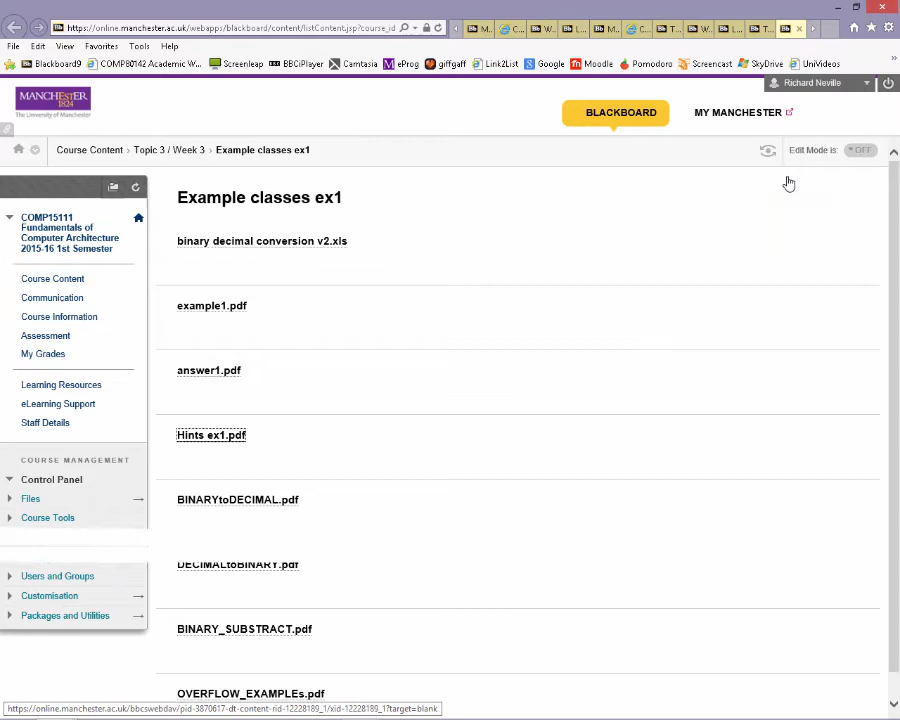 https://online.manchester.ac.uk/webapps/blackboard/content/listContent.jsp?course_id
M...
C...
W...
L...
M...
C...
T...
W...
L...
T...
File Edit View Favorites Tools Help
Blackboard9 COMP80142 Academic W... Screenleap BBCiPlayer Camtasia eProg giffgaff Link2List Google Moodle Pomodoro Screencast SkyDrive UniVideos
Richard Neville
MANCHESTER
1824
The University of Manchester
BLACKBOARD
MY MANCHESTER
Course Content > Topic 3 / Week 3 > Example classes ex1
Edit Mode is: OFF
COMP15111
Fundamentals of
Computer Architecture
2015-16 1st Semester
Course Content
Communication
Course Information
Assessment
My Grades
Learning Resources
eLearning Support
Staff Details
COURSE MANAGEMENT
Control Panel
Files
Course Tools
Users and Groups
Customisation
Packages and Utilities
Example classes ex1
binary decimal conversion v2.xls
example1.pdf
answer1.pdf
Hints ex1.pdf
BINARYtoDECIMAL.pdf
DECIMALtoBINARY.pdf
BINARY_SUBSTRACT.pdf
OVERFLOW_EXAMPLEs.pdf
https://online.manchester.ac.uk/bbcswebdav/pid-3870617-dt-content-rid-12228189_1/xid-12228189_1?target=blank